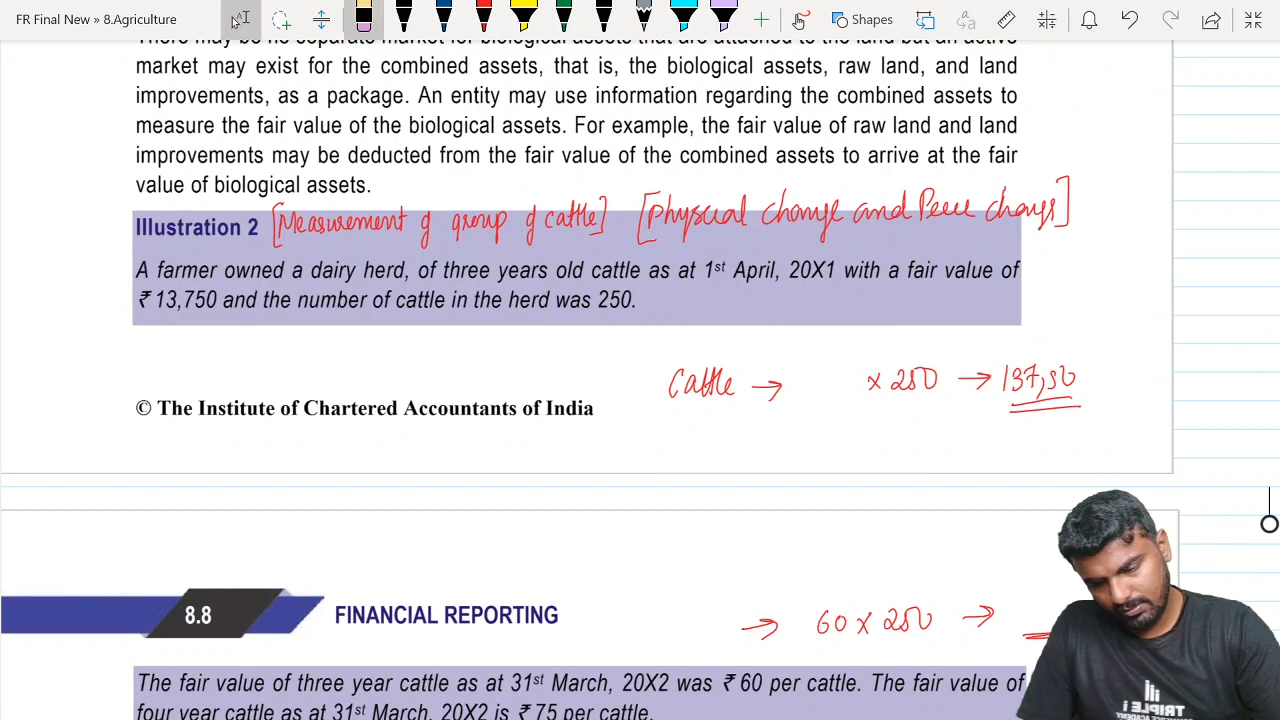 FR Final New » 8.Agriculture
Shapes
There may be no separate market for biological assets that are attached to the land but an active
market may exist for the combined assets, that is, the biological assets, raw land, and land
improvements, as a package. An entity may use information regarding the combined assets to
measure the fair value of the biological assets. For example, the fair value of raw land and land
improvements may be deducted from the fair value of the combined assets to arrive at the fair
value of biological assets.
Illustration 2 [Measurement of group of cattle] [Physical change and Price change]
A farmer owned a dairy herd, of three years old cattle as at 1st April, 20X1 with a fair value of
₹ 13,750 and the number of cattle in the herd was 250.
Cattle → × 250 → 137,50
© The Institute of Chartered Accountants of India
8.8 FINANCIAL REPORTING
→ 60 × 250 →
The fair value of three year cattle as at 31st March, 20X2 was ₹ 60 per cattle. The fair value of
four year cattle as at 31st March, 20X2 is ₹ 75 per cattle.